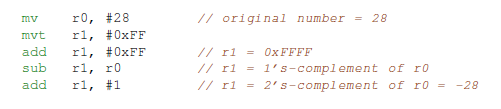 mv r0, #28 // original number = 28
mvt r1, #0xFF
add r1, #0xFF // r1 = 0xFFFF
sub r1, r0 // r1 = 1's-complement of r0
add r1, #1 // r1 = 2's-complement of r0 = -28